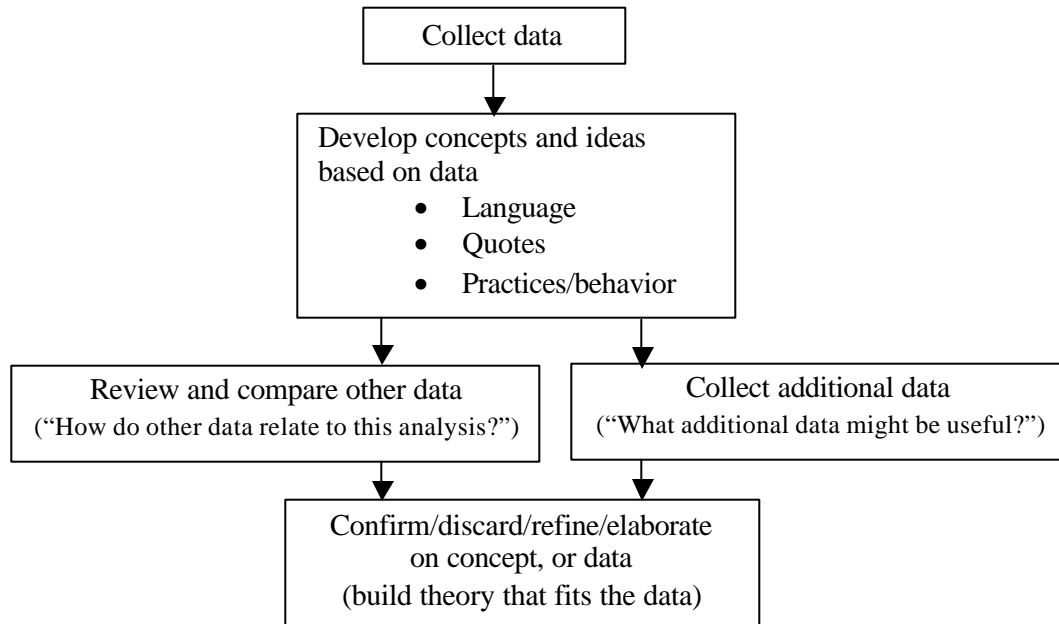 Collect data
Develop concepts and ideas
based on data
• Language
• Quotes
• Practices/behavior
Review and compare other data
(“How do other data relate to this analysis?”)
Collect additional data
(“What additional data might be useful?”)
Confirm/discard/refine/elaborate
on concept, or data
(build theory that fits the data)